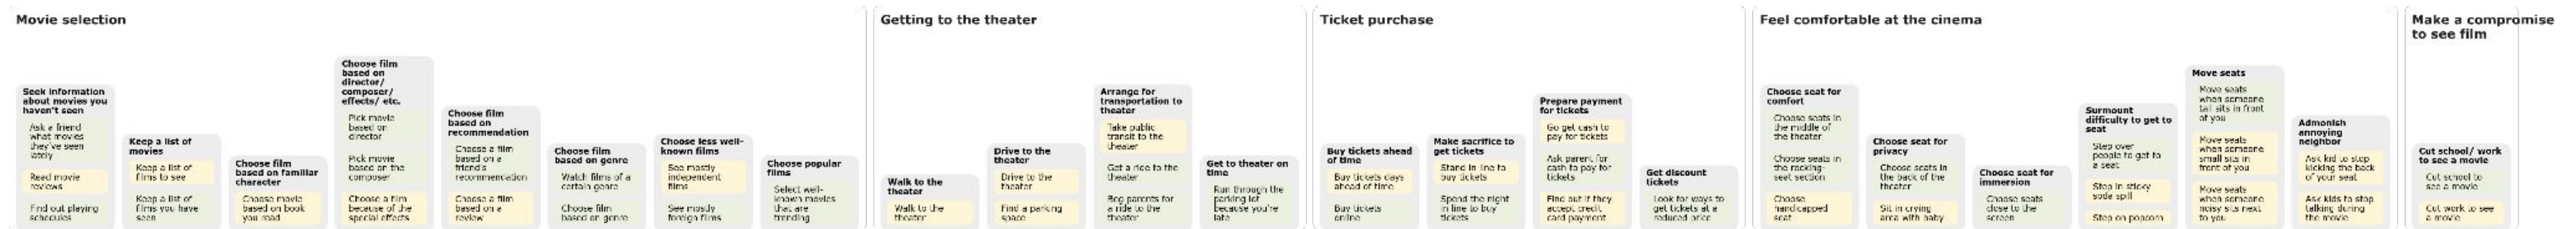 Movie selection
Seek information
about movies you
haven't seen
Ask a friend
what movies
they've seen
lately
Read movie
reviews
Find out playing
schedules
Keep a list of
movies
Keep a list of
films to see
Keep a list of
films you have
seen
Choose film
based on familiar
character
Choose movie
based on book
you read
Choose film
based on
director/
composer/
effects/ etc.
Pick movie
based on
director
Pick movie
based on the
composer
Choose a film
because of the
special effects
Choose film
based on
recommendation
Choose a film
based on a
friend's
recommendation
Choose a film
based on a
review
Choose film
based on genre
Watch films of a
certain genre
Choose film
based on genre
Choose less well-
known films
See mostly
independent
films
See mostly
foreign films
Choose popular
films
Select well-
known movies
that are
trending
Getting to the theater
Walk to the
theater
Walk to the
theater
Drive to the
theater
Drive to the
theater
Find a parking
space
Arrange for
transportation to
theater
Take public
transit to the
theater
Get a ride to the
theater
Beg parents for
a ride to the
theater
Get to theater on
time
Run through the
parking lot
because you're
late
Ticket purchase
Buy tickets ahead
of time
Buy tickets days
ahead of time
Buy tickets
online
Make sacrifice to
get tickets
Stand in line to
buy tickets
Spend the night
in line to buy
tickets
Prepare payment
for tickets
Go get cash to
pay for tickets
Ask parent for
cash to pay for
tickets
Find out if they
accept credit
card payment
Get discount
tickets
Look for ways to
get tickets at a
reduced price
Feel comfortable at the cinema
Choose seat for
comfort
Choose seats in
the middle of
the theater
Choose seats in
the rocking-
seat section
Choose
handicapped
seat
Choose seat for
privacy
Choose seats in
the back of the
theater
Sit in crying
area with baby
Choose seat for
immersion
Choose seats
close to the
screen
Surmount
difficulty to get to
seat
Step over
people to get to
a seat
Step in sticky
soda spill
Step on popcorn
Move seats
Move seats
when someone
tall sits in front
of you
Move seats
when someone
small sits in
front of you
Move seats
when someone
noisy sits next
to you
Admonish
annoying
neighbor
Ask kid to stop
kicking the back
of your seat
Ask kids to stop
talking during
the movie
Make a compromise
to see film
Cut school/ work
to see a movie
Cut school to
see a movie
Cut work to see
a movie